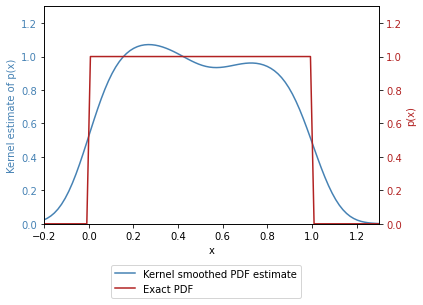 Kernel estimate of p(x)
1.2
1.0
0.8
0.6
0.4
0.2
0.0
1.2
1.0
0.8
0.6
0.4
0.2
0.0
p(x)
−0.2 0.0 0.2 0.4 0.6 0.8 1.0 1.2
x
Kernel smoothed PDF estimate
Exact PDF